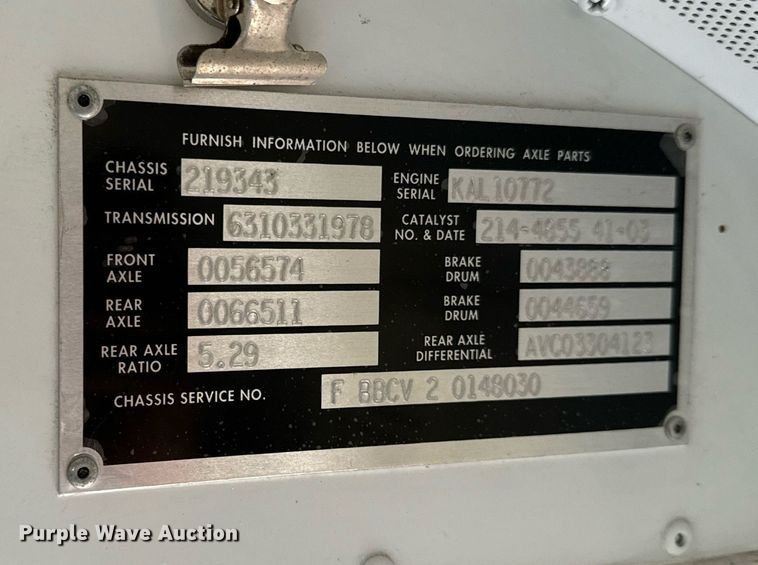 FURNISH INFORMATION BELOW WHEN ORDERING AXLE PARTS
CHASSIS SERIAL 219343 ENGINE SERIAL KAL10772
TRANSMISSION 6310331978 CATALYST NO. & DATE 214-4855 41-03
FRONT AXLE 0056574 BRAKE DRUM 0043888
REAR AXLE 0066511 BRAKE DRUM 0044659
REAR AXLE RATIO 5.29 REAR AXLE DIFFERENTIAL AVC03304123
CHASSIS SERVICE NO. F BBCV 2 0148030
Purple Wave Auction